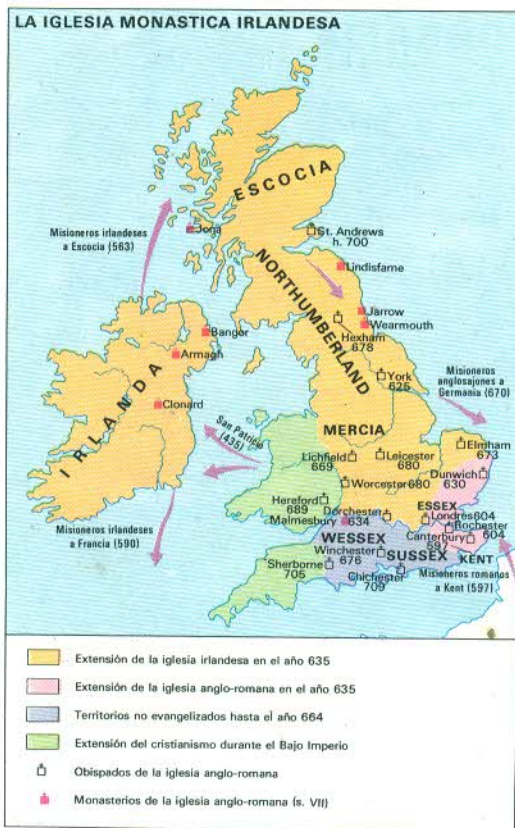 LA IGLESIA MONASTICA IRLANDESA
ESCOCIA
Misioneros irlandeses
a Escocia (563)
Jona
St. Andrews
h. 700
Lindisfarne
NORTHUMBERLAND
Jarrow
Wearmouth
Hexham
678
Bangor
Armagh
IRLANDA
Clonard
York
625
Misioneros
anglosajones a
Germania (670)
San Patricio
(435)
MERCIA
Elmham
673
Lichfield
669
Leicester
680
Dunwich
630
Worcester 680
Hereford
689
ESSEX
Malmesbury
Dorchester
634
Londres 604
Rochester
604
Misioneros irlandeses
a Francia (590)
Canterbury
597
WESSEX
Winchester
676
SUSSEX
KENT
Sherborne
705
Chichester
709
Misioneros romanos
a Kent (597)
Extensión de la iglesia irlandesa en el año 635
Extensión de la iglesia anglo-romana en el año 635
Territorios no evangelizados hasta el año 664
Extensión del cristianismo durante el Bajo Imperio
Obispados de la iglesia anglo-romana
Monasterios de la iglesia anglo-romana (s. VII)